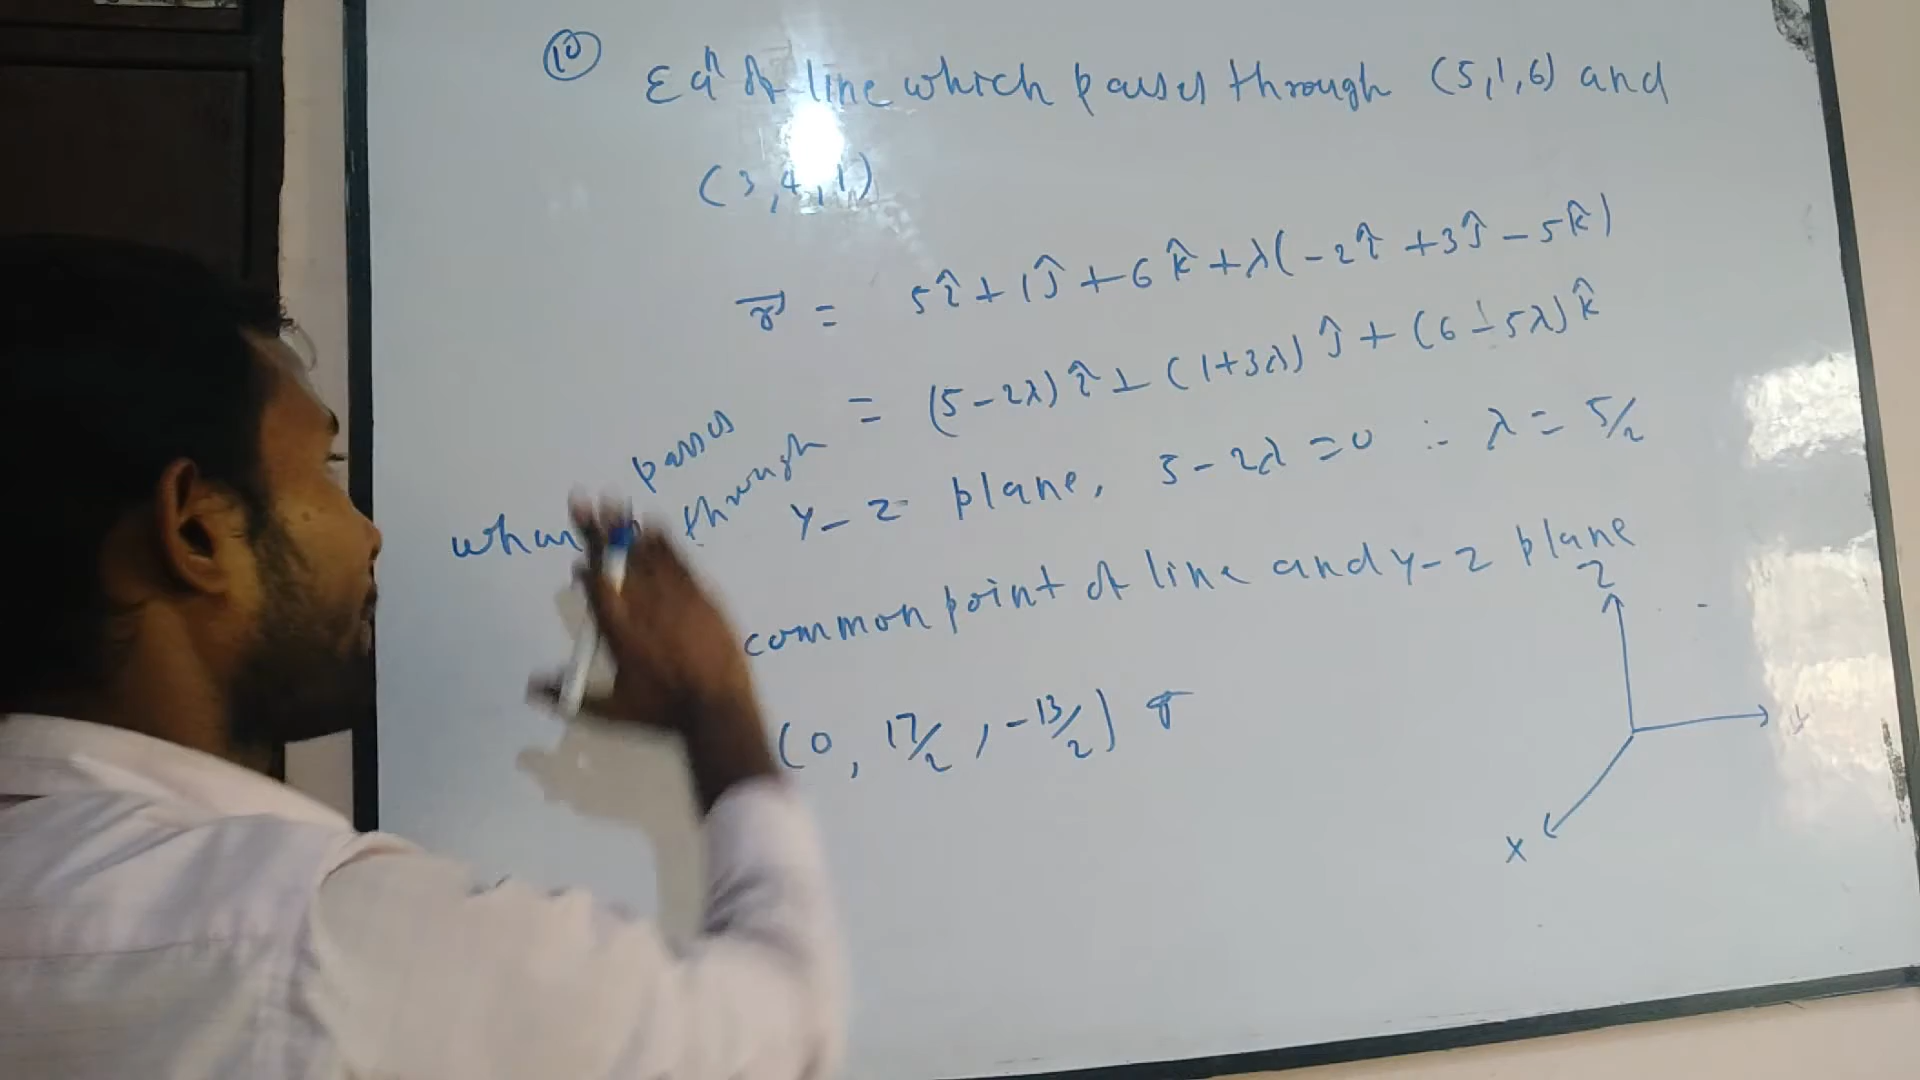 10 Eqn of line which passes through (5,1,6) and
(3,4,1)
r⃗ = 5î+1ĵ+6k̂+λ(-2î+3ĵ-5k̂)
= (5-2λ)î+(1+3λ)ĵ+(6-5λ)k̂
passes through
Y-Z plane, 5-2λ=0 ∴ λ=5/2
common point of line and Y-Z plane
(0, 17/2, -13/2)
Z
Y
X